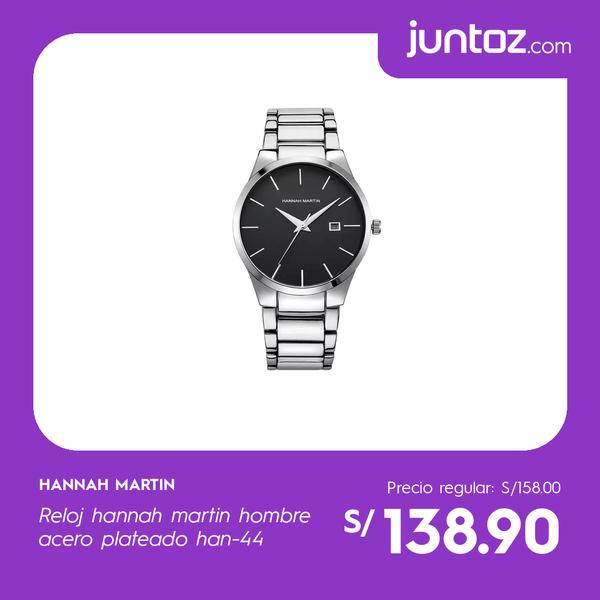 juntoz.com
HANNAH MARTIN
HANNAH MARTIN
Reloj hannah martin hombre
acero plateado han-44
Precio regular: S/158.00
S/138.90